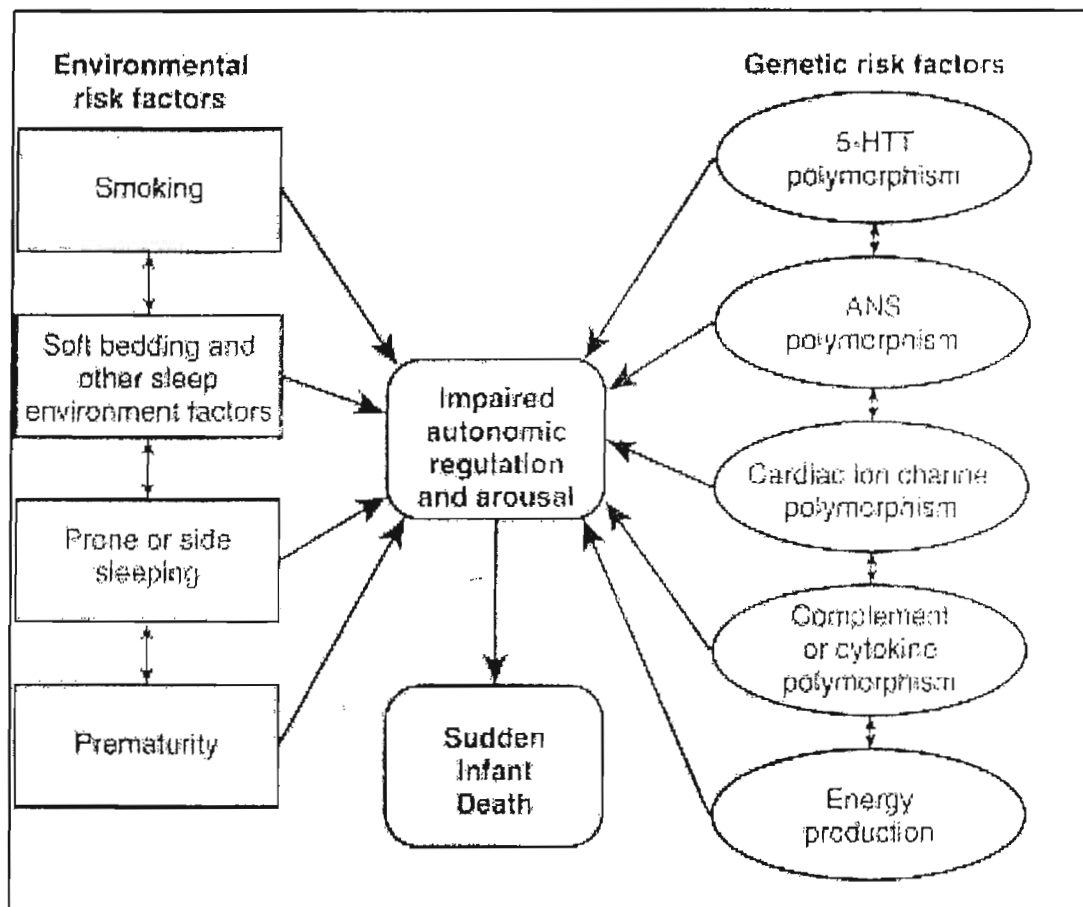 Environmental
risk factors
Smoking
Soft bedding and
other sleep
environment factors
Prone or side
sleeping
Prematurity
Impaired
autonomic
regulation
and arousal
Sudden
Infant
Death
Genetic risk factors
5-HTT
polymorphism
ANS
polymorphism
Cardiac ion channe
polymorphism
Complement
or cytokine
polymorphism
Energy
production